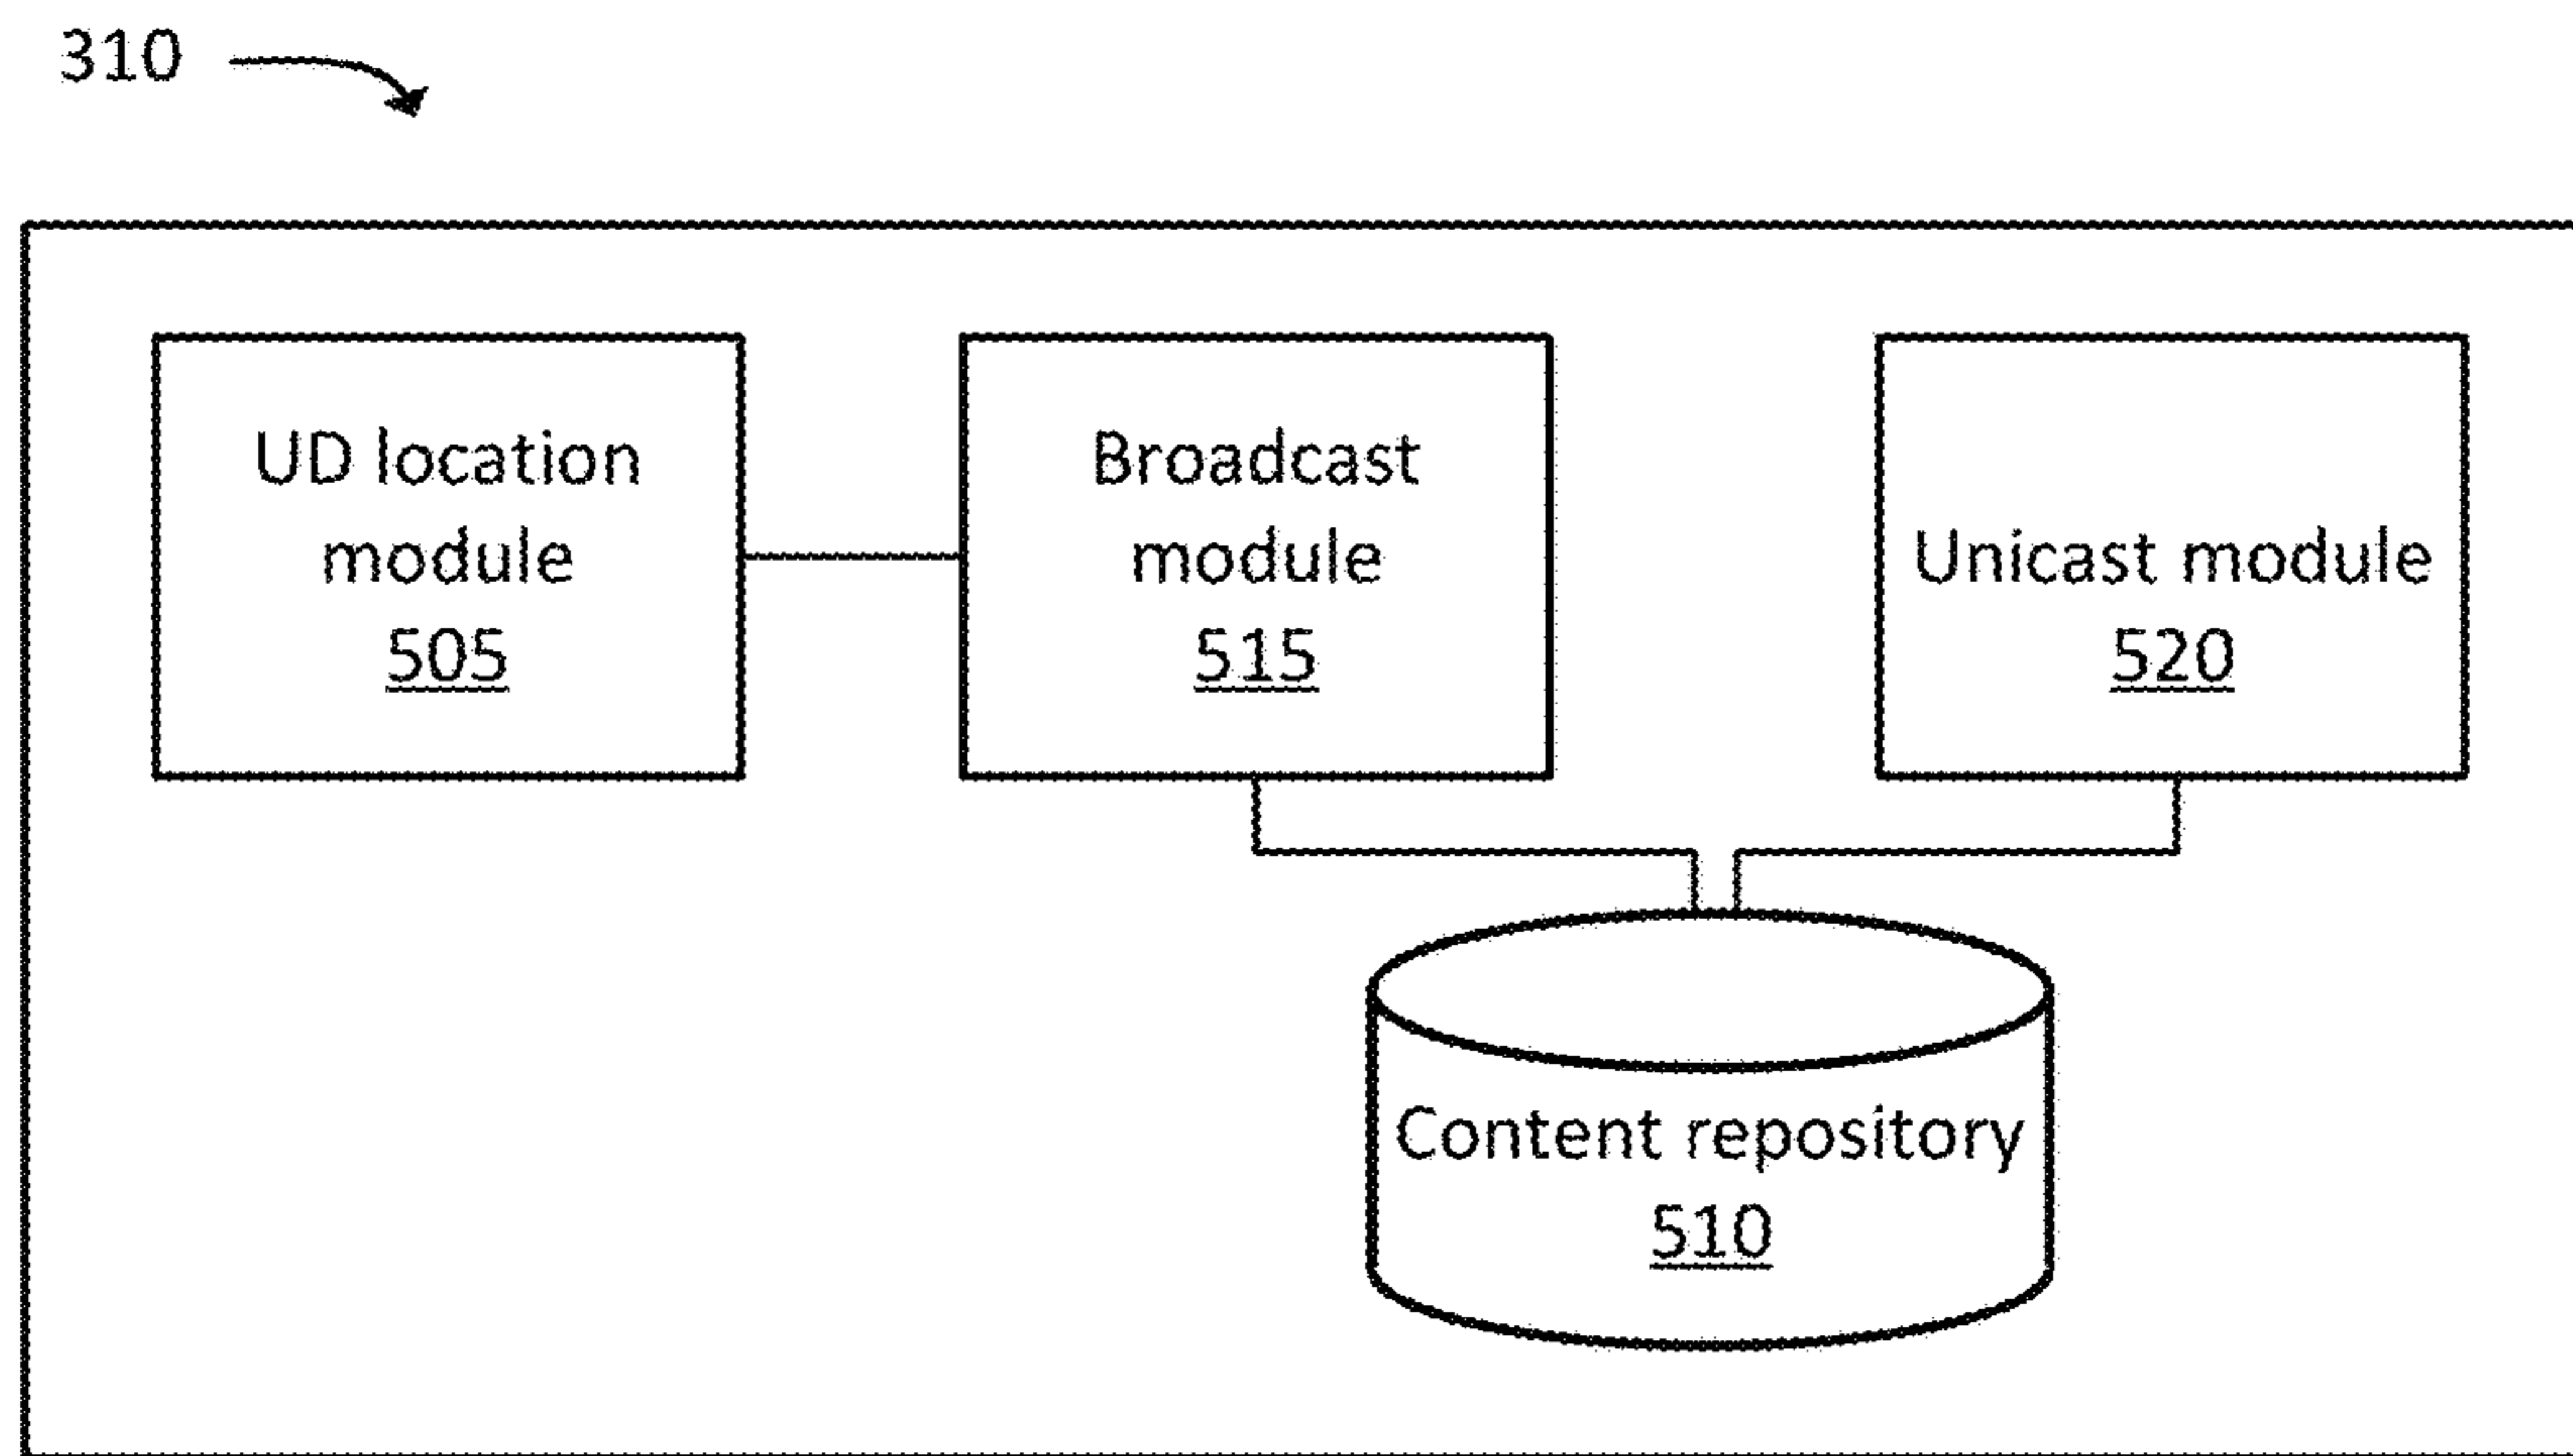 310
UD location
module
505
Broadcast
module
515
Unicast module
520
Content repository
510